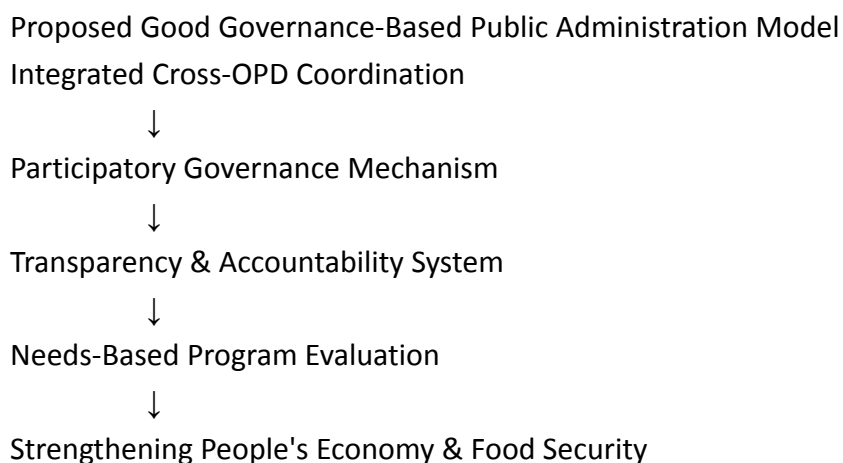 Proposed Good Governance-Based Public Administration Model
Integrated Cross-OPD Coordination
↓
Participatory Governance Mechanism
↓
Transparency & Accountability System
↓
Needs-Based Program Evaluation
↓
Strengthening People's Economy & Food Security